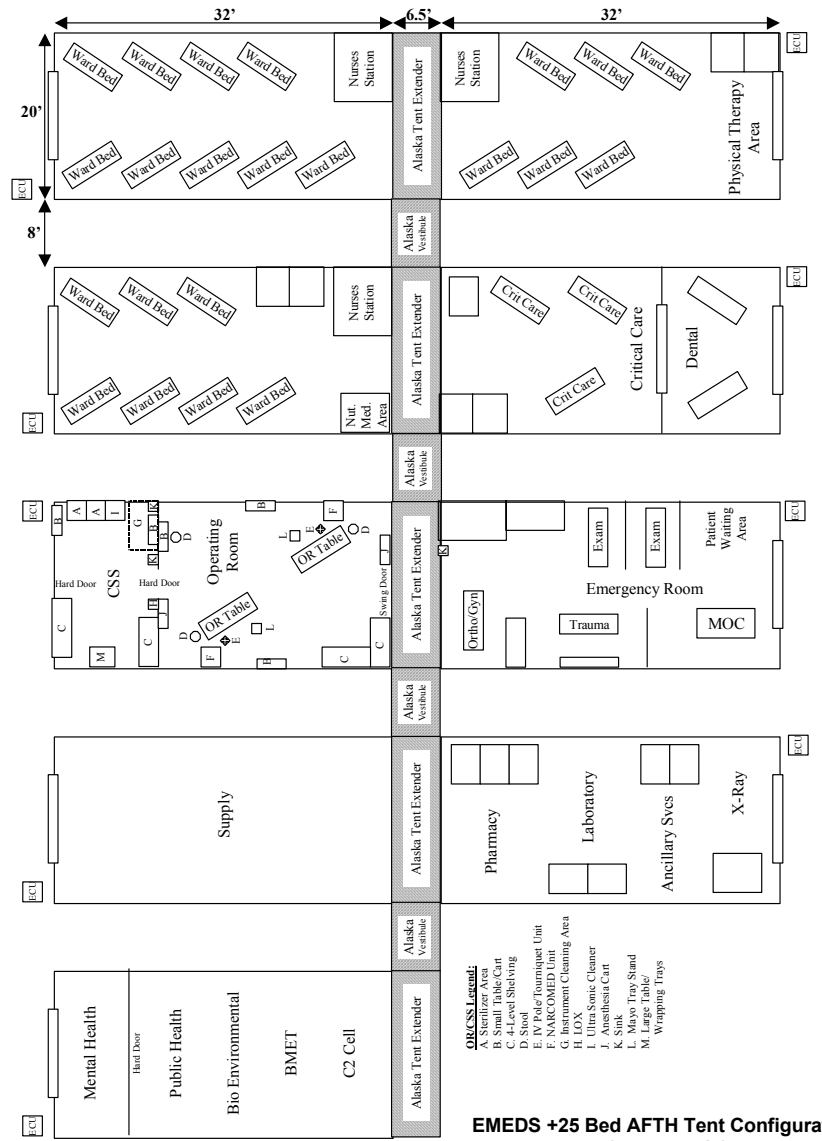 32'
6.5'
32'
20'
8'
ECU
Ward Bed
Ward Bed
Ward Bed
Ward Bed
Nurses
Station
Ward Bed
Ward Bed
Ward Bed
Ward Bed
Ward Bed
Alaska Tent Extender
Nurses
Station
Ward Bed
Ward Bed
Ward Bed
Ward Bed
Ward Bed
Ward Bed
Physical Therapy
Area
ECU
Alaska
Vestibule
Ward Bed
Ward Bed
Ward Bed
Nurses
Station
Ward Bed
Ward Bed
Ward Bed
Ward Bed
Nut.
Med.
Area
ECU
Alaska Tent Extender
Crit Care
Crit Care
Crit Care
Critical Care
Dental
ECU
Alaska
Vestibule
ECU
B
A
A
I
G
K
B
B
D
K
B
F
L
E
D
OR Table
J
Operating
Room
Hard Door
CSS
Hard Door
Swing Door
C
M
H
J
C
D
E
L
OR Table
F
B
C
C
Alaska Tent Extender
K
Exam
Exam
Patient
Waiting
Area
Emergency Room
Ortho/Gyn
Trauma
MOC
ECU
Alaska
Vestibule
Supply
ECU
Alaska Tent Extender
Pharmacy
Laboratory
Ancillary Svcs
X-Ray
ECU
Alaska
Vestibule
Mental Health
Hard Door
Public Health
Bio Environmental
BMET
C2 Cell
ECU
Alaska Tent Extender
OR/CSS Legend:
A. Sterilizer Area
B. Small Table/Cart
C. 4-Level Shelving
D. Stool
E. IV Pole/Tourniquet Unit
F. NARCOMED Unit
G. Instrument Cleaning Area
H. LOX
I. Ultra Sonic Cleaner
J. Anesthesia Cart
K. Sink
L. Mayo Tray Stand
M. Large Table/
Wrapping Trays
EMEDS +25 Bed AFTH Tent Configura